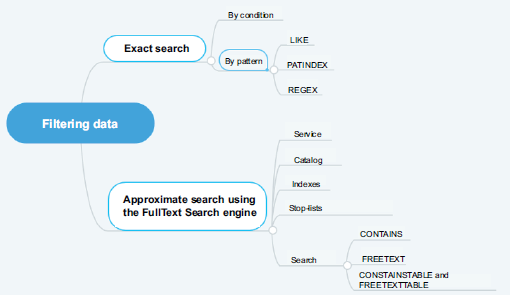 By condition
Exact search
LIKE
By pattern
PATINDEX
REGEX
Filtering data
Service
Catalog
Indexes
Approximate search using
the FullText Search engine
Stop-lists
CONTAINS
Search
FREETEXT
CONSTAINSTABLE and
FREETEXTTABLE